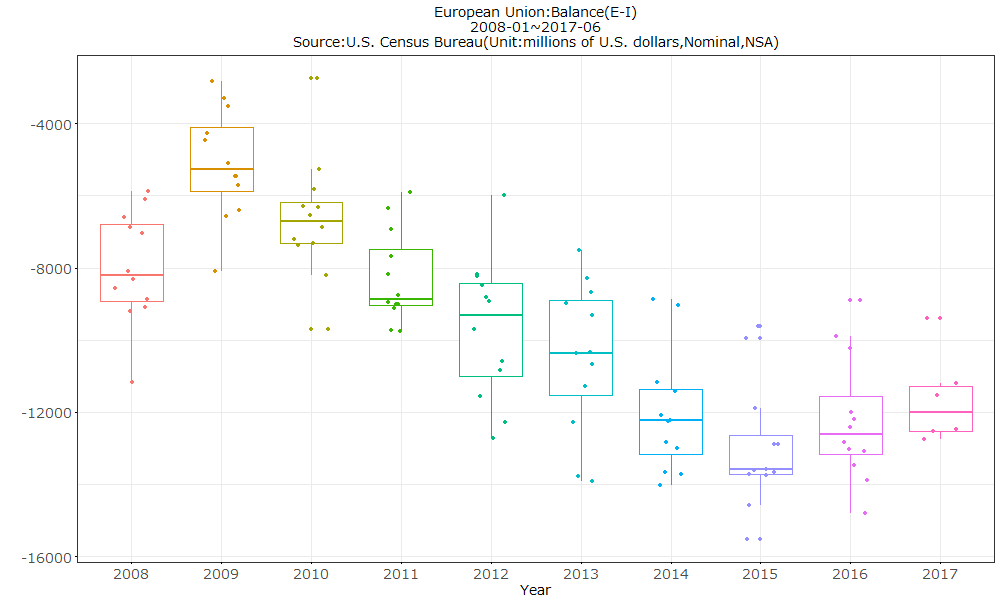 European Union:Balance(E-I)
2008-01~2017-06
Source:U.S. Census Bureau(Unit:millions of U.S. dollars,Nominal,NSA)
-4000
-8000
-12000
-16000
2008 2009 2010 2011 2012 2013 2014 2015 2016 2017
Year